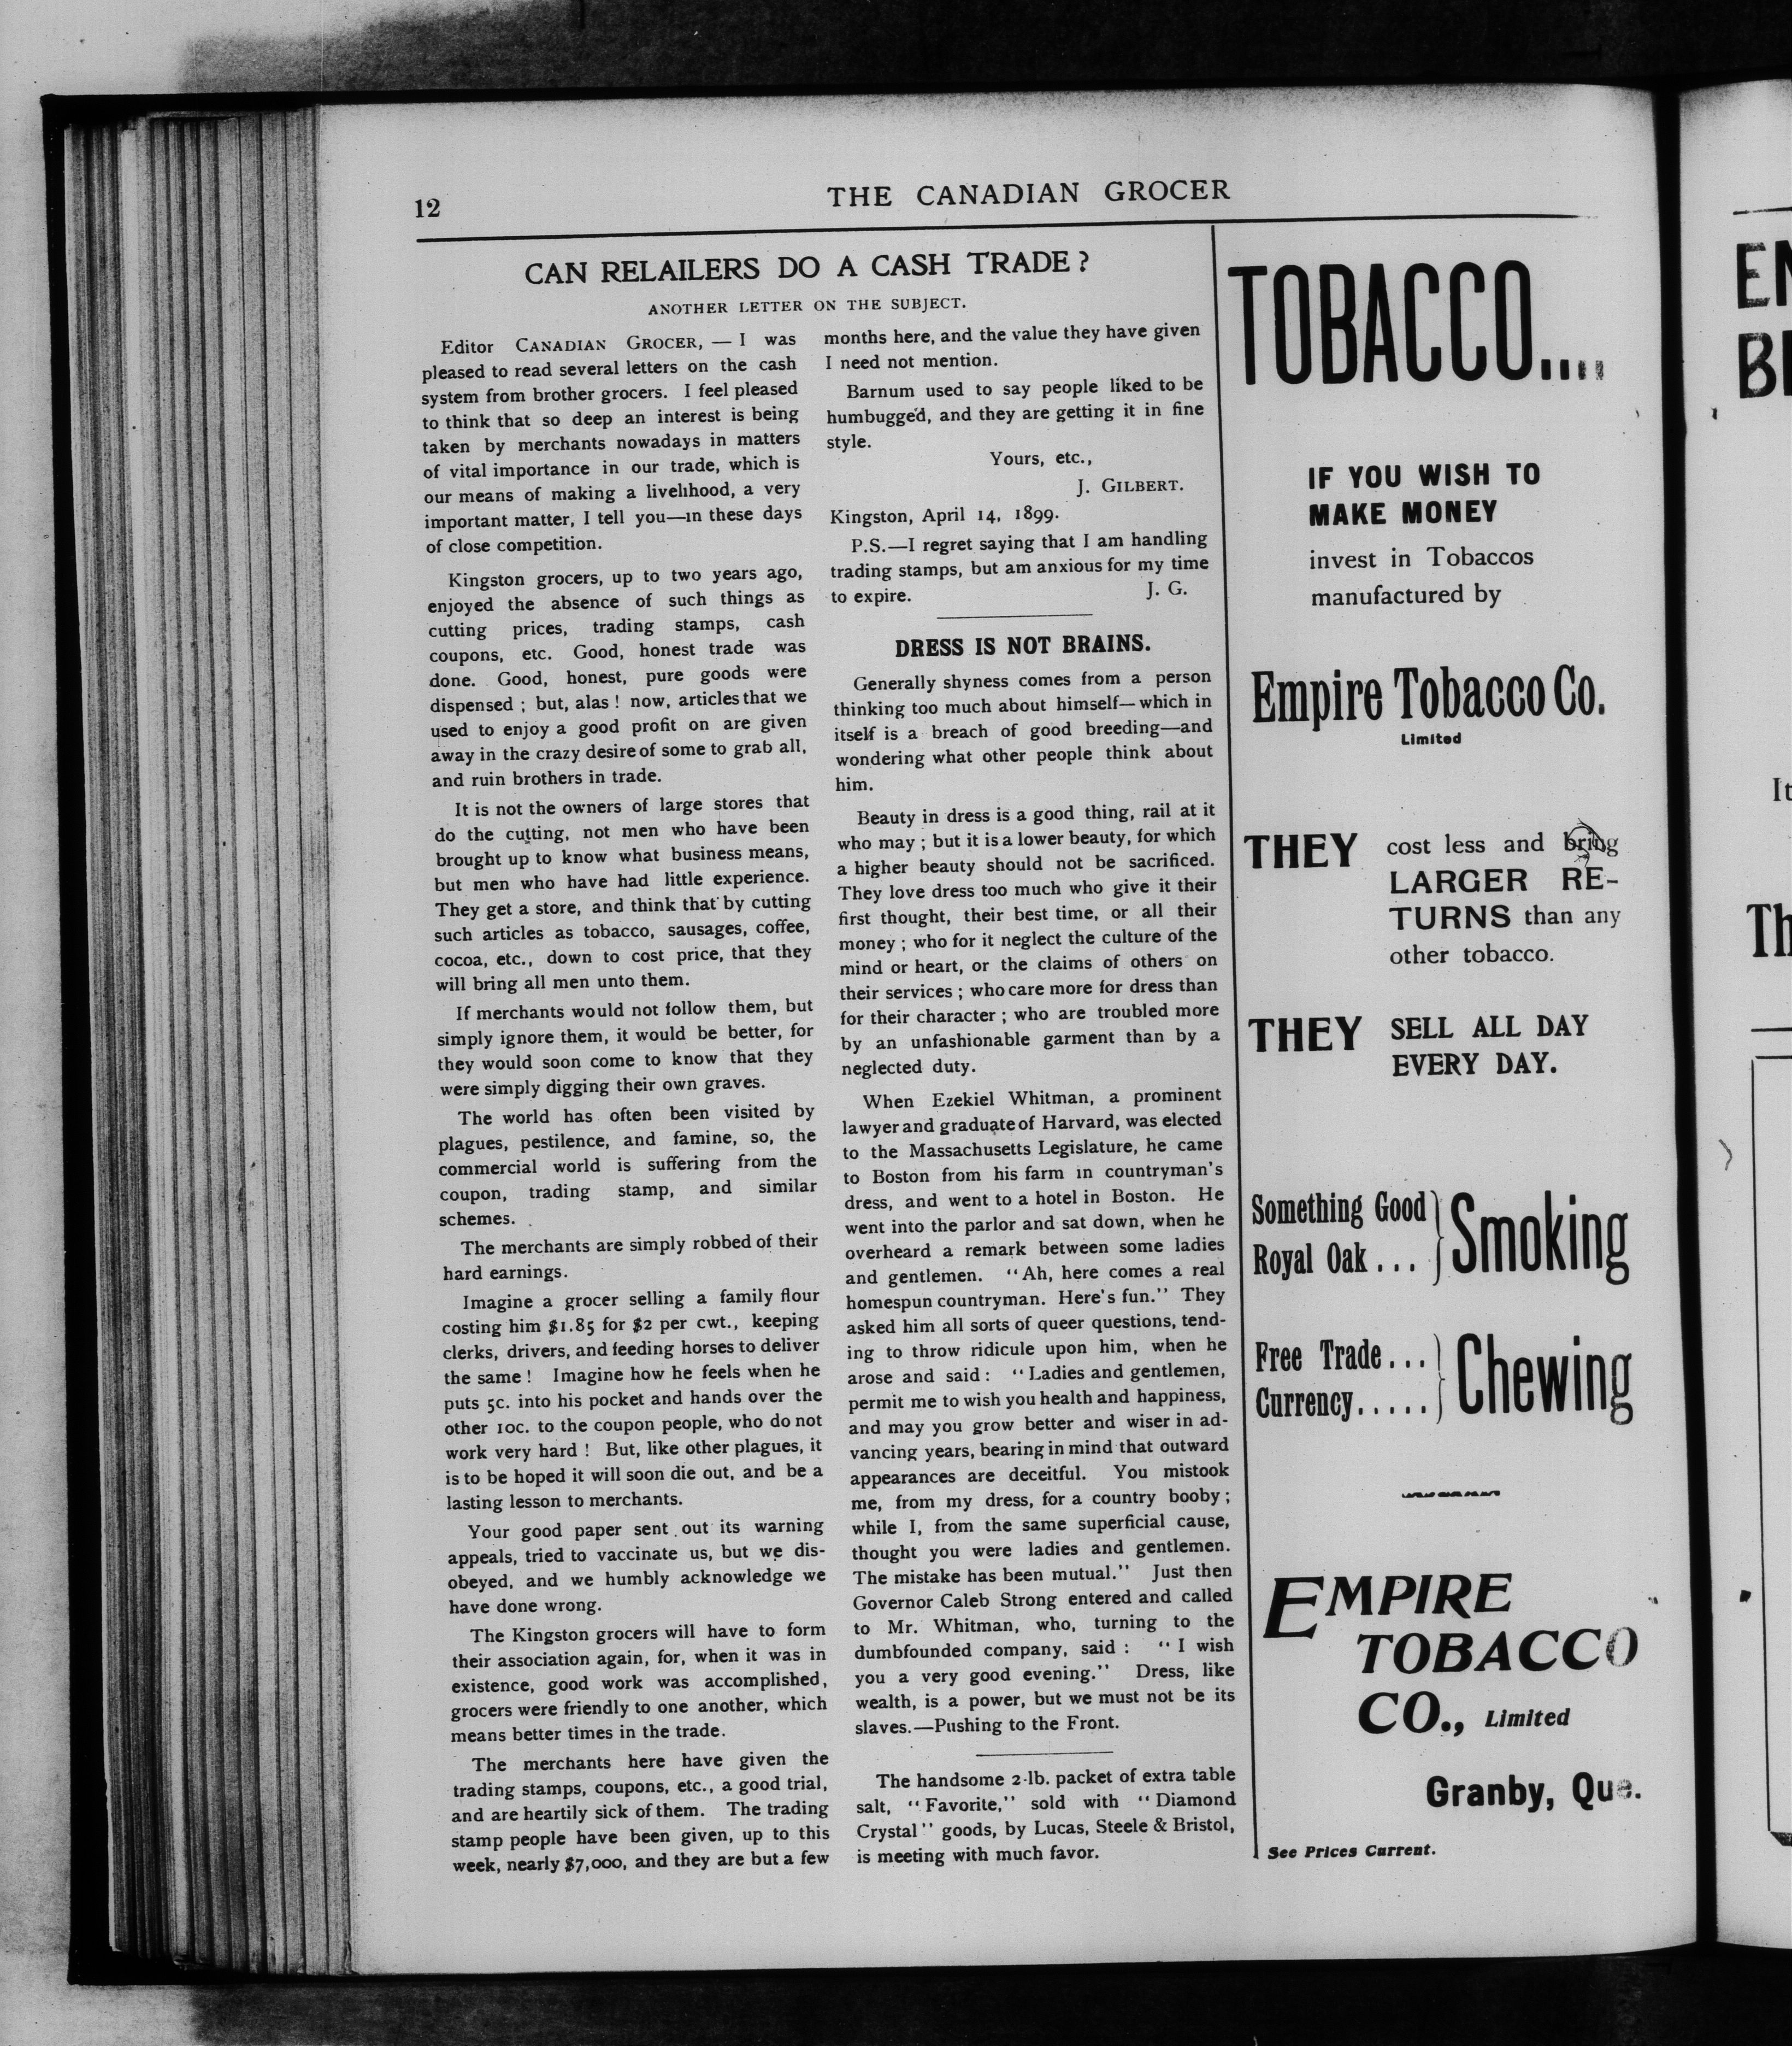 12
THE CANADIAN GROCER
CAN RELAILERS DO A CASH TRADE?
ANOTHER LETTER ON THE SUBJECT.
Editor CANADIAN GROCER, — I was
pleased to read several letters on the cash
system from brother grocers. I feel pleased
to think that so deep an interest is being
taken by merchants nowadays in matters
of vital importance in our trade, which is
our means of making a livelihood, a very
important matter, I tell you—in these days
of close competition.
Kingston grocers, up to two years ago,
enjoyed the absence of such things as
cutting prices, trading stamps, cash
coupons, etc. Good, honest trade was
done. Good, honest, pure goods were
dispensed ; but, alas ! now, articles that we
used to enjoy a good profit on are given
away in the crazy desire of some to grab all,
and ruin brothers in trade.
It is not the owners of large stores that
do the cutting, not men who have been
brought up to know what business means,
but men who have had little experience.
They get a store, and think that by cutting
such articles as tobacco, sausages, coffee,
cocoa, etc., down to cost price, that they
will bring all men unto them.
If merchants would not follow them, but
simply ignore them, it would be better, for
they would soon come to know that they
were simply digging their own graves.
The world has often been visited by
plagues, pestilence, and famine, so, the
commercial world is suffering from the
coupon, trading stamp, and similar
schemes.
The merchants are simply robbed of their
hard earnings.
Imagine a grocer selling a family flour
costing him $1.85 for $2 per cwt., keeping
clerks, drivers, and feeding horses to deliver
the same ! Imagine how he feels when he
puts 5c. into his pocket and hands over the
other 10c. to the coupon people, who do not
work very hard ! But, like other plagues, it
is to be hoped it will soon die out, and be a
lasting lesson to merchants.
Your good paper sent out its warning
appeals, tried to vaccinate us, but we dis-
obeyed, and we humbly acknowledge we
have done wrong.
The Kingston grocers will have to form
their association again, for, when it was in
existence, good work was accomplished,
grocers were friendly to one another, which
means better times in the trade.
The merchants here have given the
trading stamps, coupons, etc., a good trial,
and are heartily sick of them. The trading
stamp people have been given, up to this
week, nearly $7,000, and they are but a few
months here, and the value they have given
I need not mention.
Barnum used to say people liked to be
humbugged, and they are getting it in fine
style.
Yours, etc.,
J. GILBERT.
Kingston, April 14, 1899.
P.S.—I regret saying that I am handling
trading stamps, but am anxious for my time
to expire. J. G.
DRESS IS NOT BRAINS.
Generally shyness comes from a person
thinking too much about himself—which in
itself is a breach of good breeding—and
wondering what other people think about
him.
Beauty in dress is a good thing, rail at it
who may ; but it is a lower beauty, for which
a higher beauty should not be sacrificed.
They love dress too much who give it their
first thought, their best time, or all their
money ; who for it neglect the culture of the
mind or heart, or the claims of others on
their services ; who care more for dress than
for their character ; who are troubled more
by an unfashionable garment than by a
neglected duty.
When Ezekiel Whitman, a prominent
lawyer and graduate of Harvard, was elected
to the Massachusetts Legislature, he came
to Boston from his farm in countryman's
dress, and went to a hotel in Boston. He
went into the parlor and sat down, when he
overheard a remark between some ladies
and gentlemen. "Ah, here comes a real
homespun countryman. Here's fun." They
asked him all sorts of queer questions, tend-
ing to throw ridicule upon him, when he
arose and said : "Ladies and gentlemen,
permit me to wish you health and happiness,
and may you grow better and wiser in ad-
vancing years, bearing in mind that outward
appearances are deceitful. You mistook
me, from my dress, for a country booby ;
while I, from the same superficial cause,
thought you were ladies and gentlemen.
The mistake has been mutual." Just then
Governor Caleb Strong entered and called
to Mr. Whitman, who, turning to the
dumbfounded company, said : "I wish
you a very good evening." Dress, like
wealth, is a power, but we must not be its
slaves.—Pushing to the Front.
The handsome 2-lb. packet of extra table
salt, "Favorite," sold with "Diamond
Crystal" goods, by Lucas, Steele & Bristol,
is meeting with much favor.
TOBACCO....
IF YOU WISH TO
MAKE MONEY
invest in Tobaccos
manufactured by
Empire Tobacco Co.
Limited
THEY cost less and bring
LARGER RE-
TURNS than any
other tobacco.
THEY SELL ALL DAY
EVERY DAY.
Something Good
Royal Oak . . . } Smoking
Free Trade . . .
Currency . . . . . } Chewing
EMPIRE
TOBACCO
CO., Limited
Granby, Que.
See Prices Current.
EN
BE
It
Th